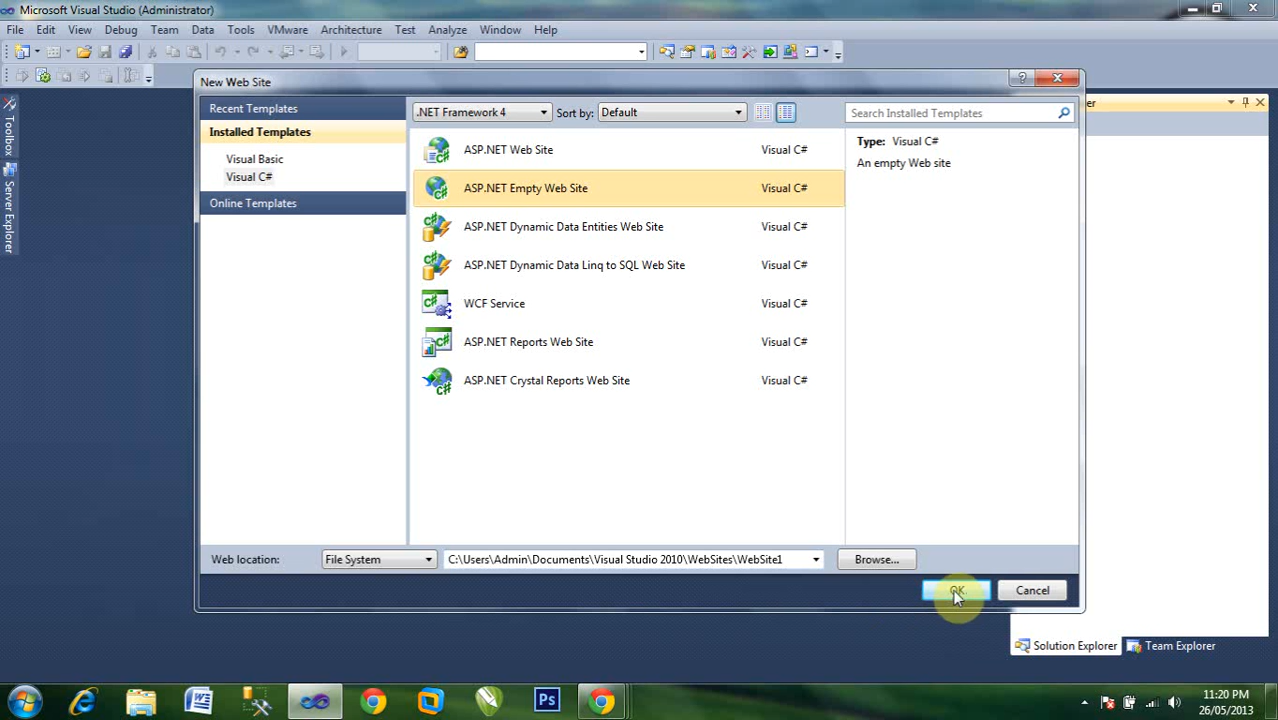 Microsoft Visual Studio (Administrator)
File Edit View Debug Team Data Tools VMware Architecture Test Analyze Window Help
New Web Site
Recent Templates
Installed Templates
Visual Basic
Visual C#
Online Templates
.NET Framework 4 Sort by: Default
Search Installed Templates
ASP.NET Web Site Visual C#
ASP.NET Empty Web Site Visual C#
ASP.NET Dynamic Data Entities Web Site Visual C#
ASP.NET Dynamic Data Linq to SQL Web Site Visual C#
WCF Service Visual C#
ASP.NET Reports Web Site Visual C#
ASP.NET Crystal Reports Web Site Visual C#
Type: Visual C#
An empty Web site
Web location: File System C:\Users\Admin\Documents\Visual Studio 2010\WebSites\WebSite1 Browse...
OK Cancel
Toolbox
Server Explorer
er
Solution Explorer Team Explorer
Ps
11:20 PM
26/05/2013